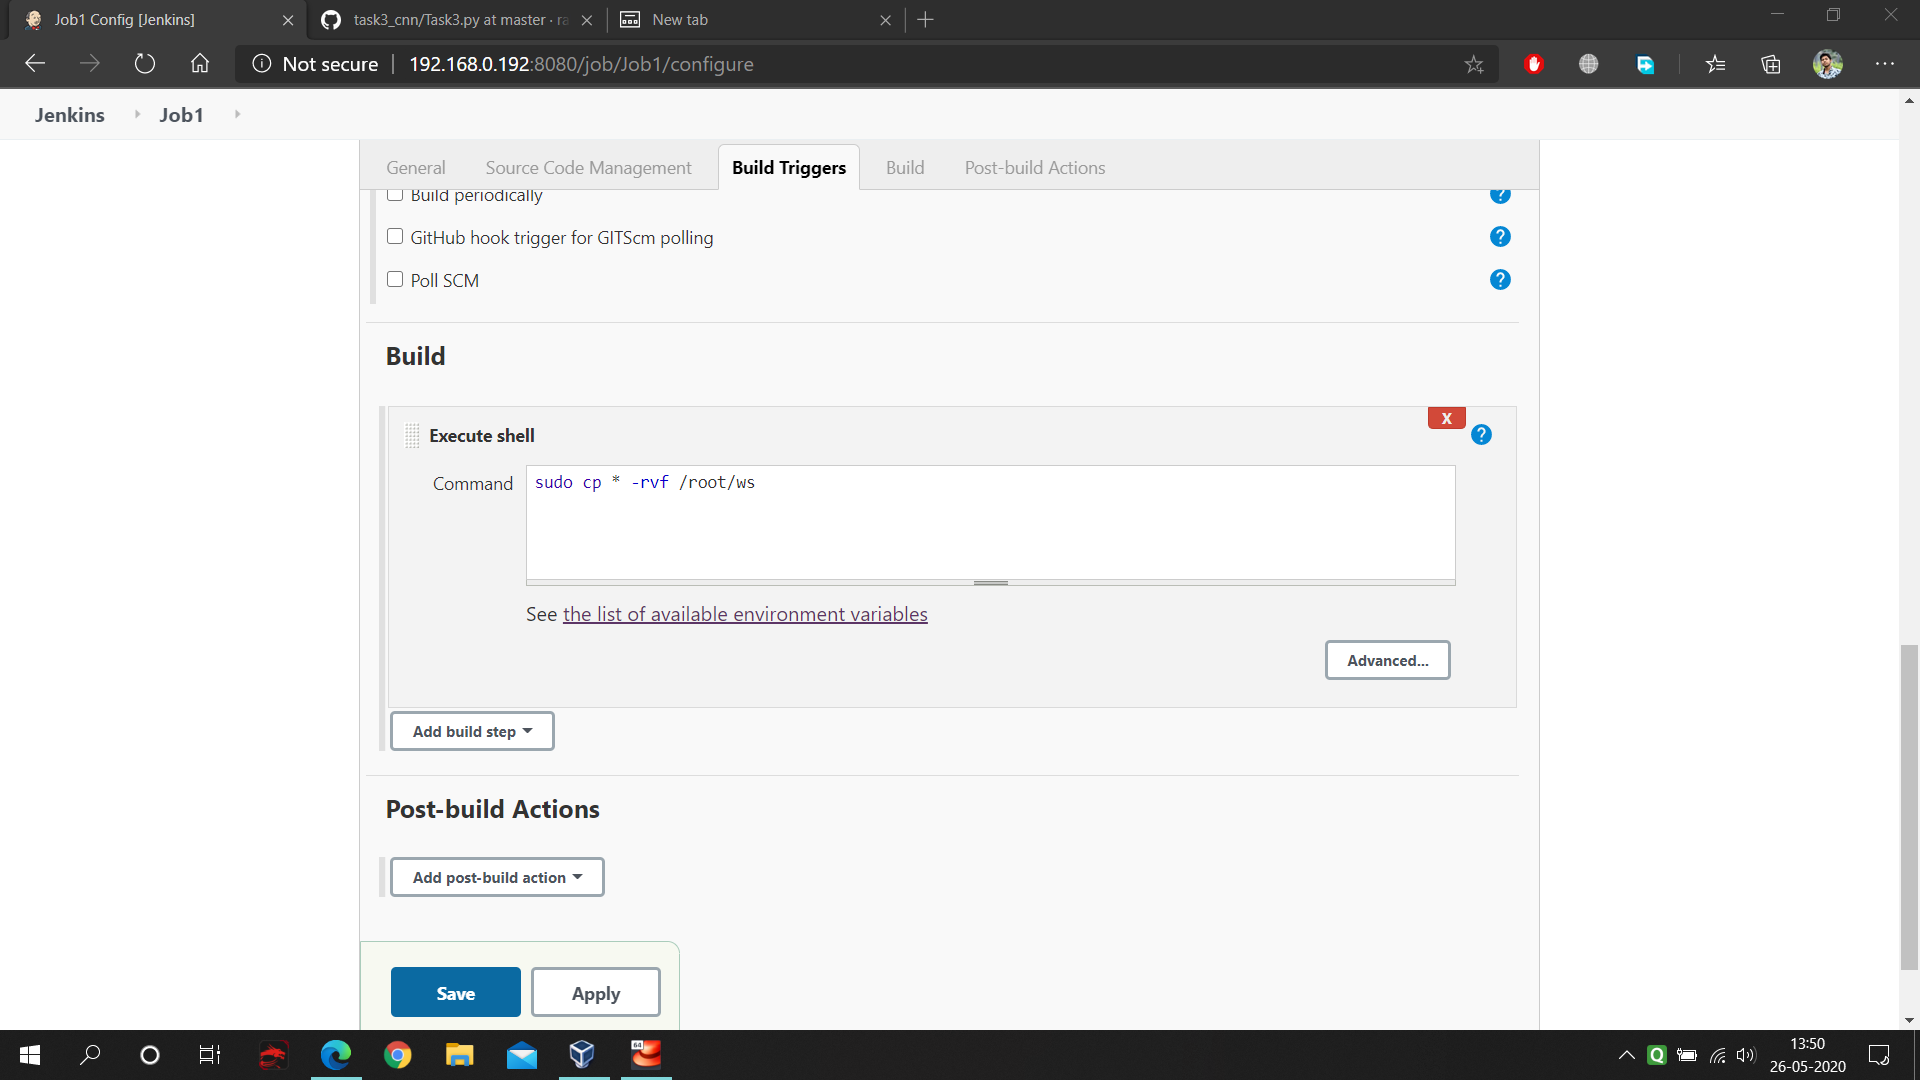 Job1 Config [Jenkins]
task3_cnn/Task3.py at master · ra
New tab
Not secure
192.168.0.192:8080/job/Job1/configure
Jenkins
Job1
General
Source Code Management
Build Triggers
Build
Post-build Actions
Build periodically
?
GitHub hook trigger for GITScm polling
?
Poll SCM
?
Build
X
Execute shell
?
Command
sudo cp * -rvf /root/ws
See the list of available environment variables
Advanced...
Add build step
Post-build Actions
Add post-build action
Save
Apply
64
Q
13:50
26-05-2020